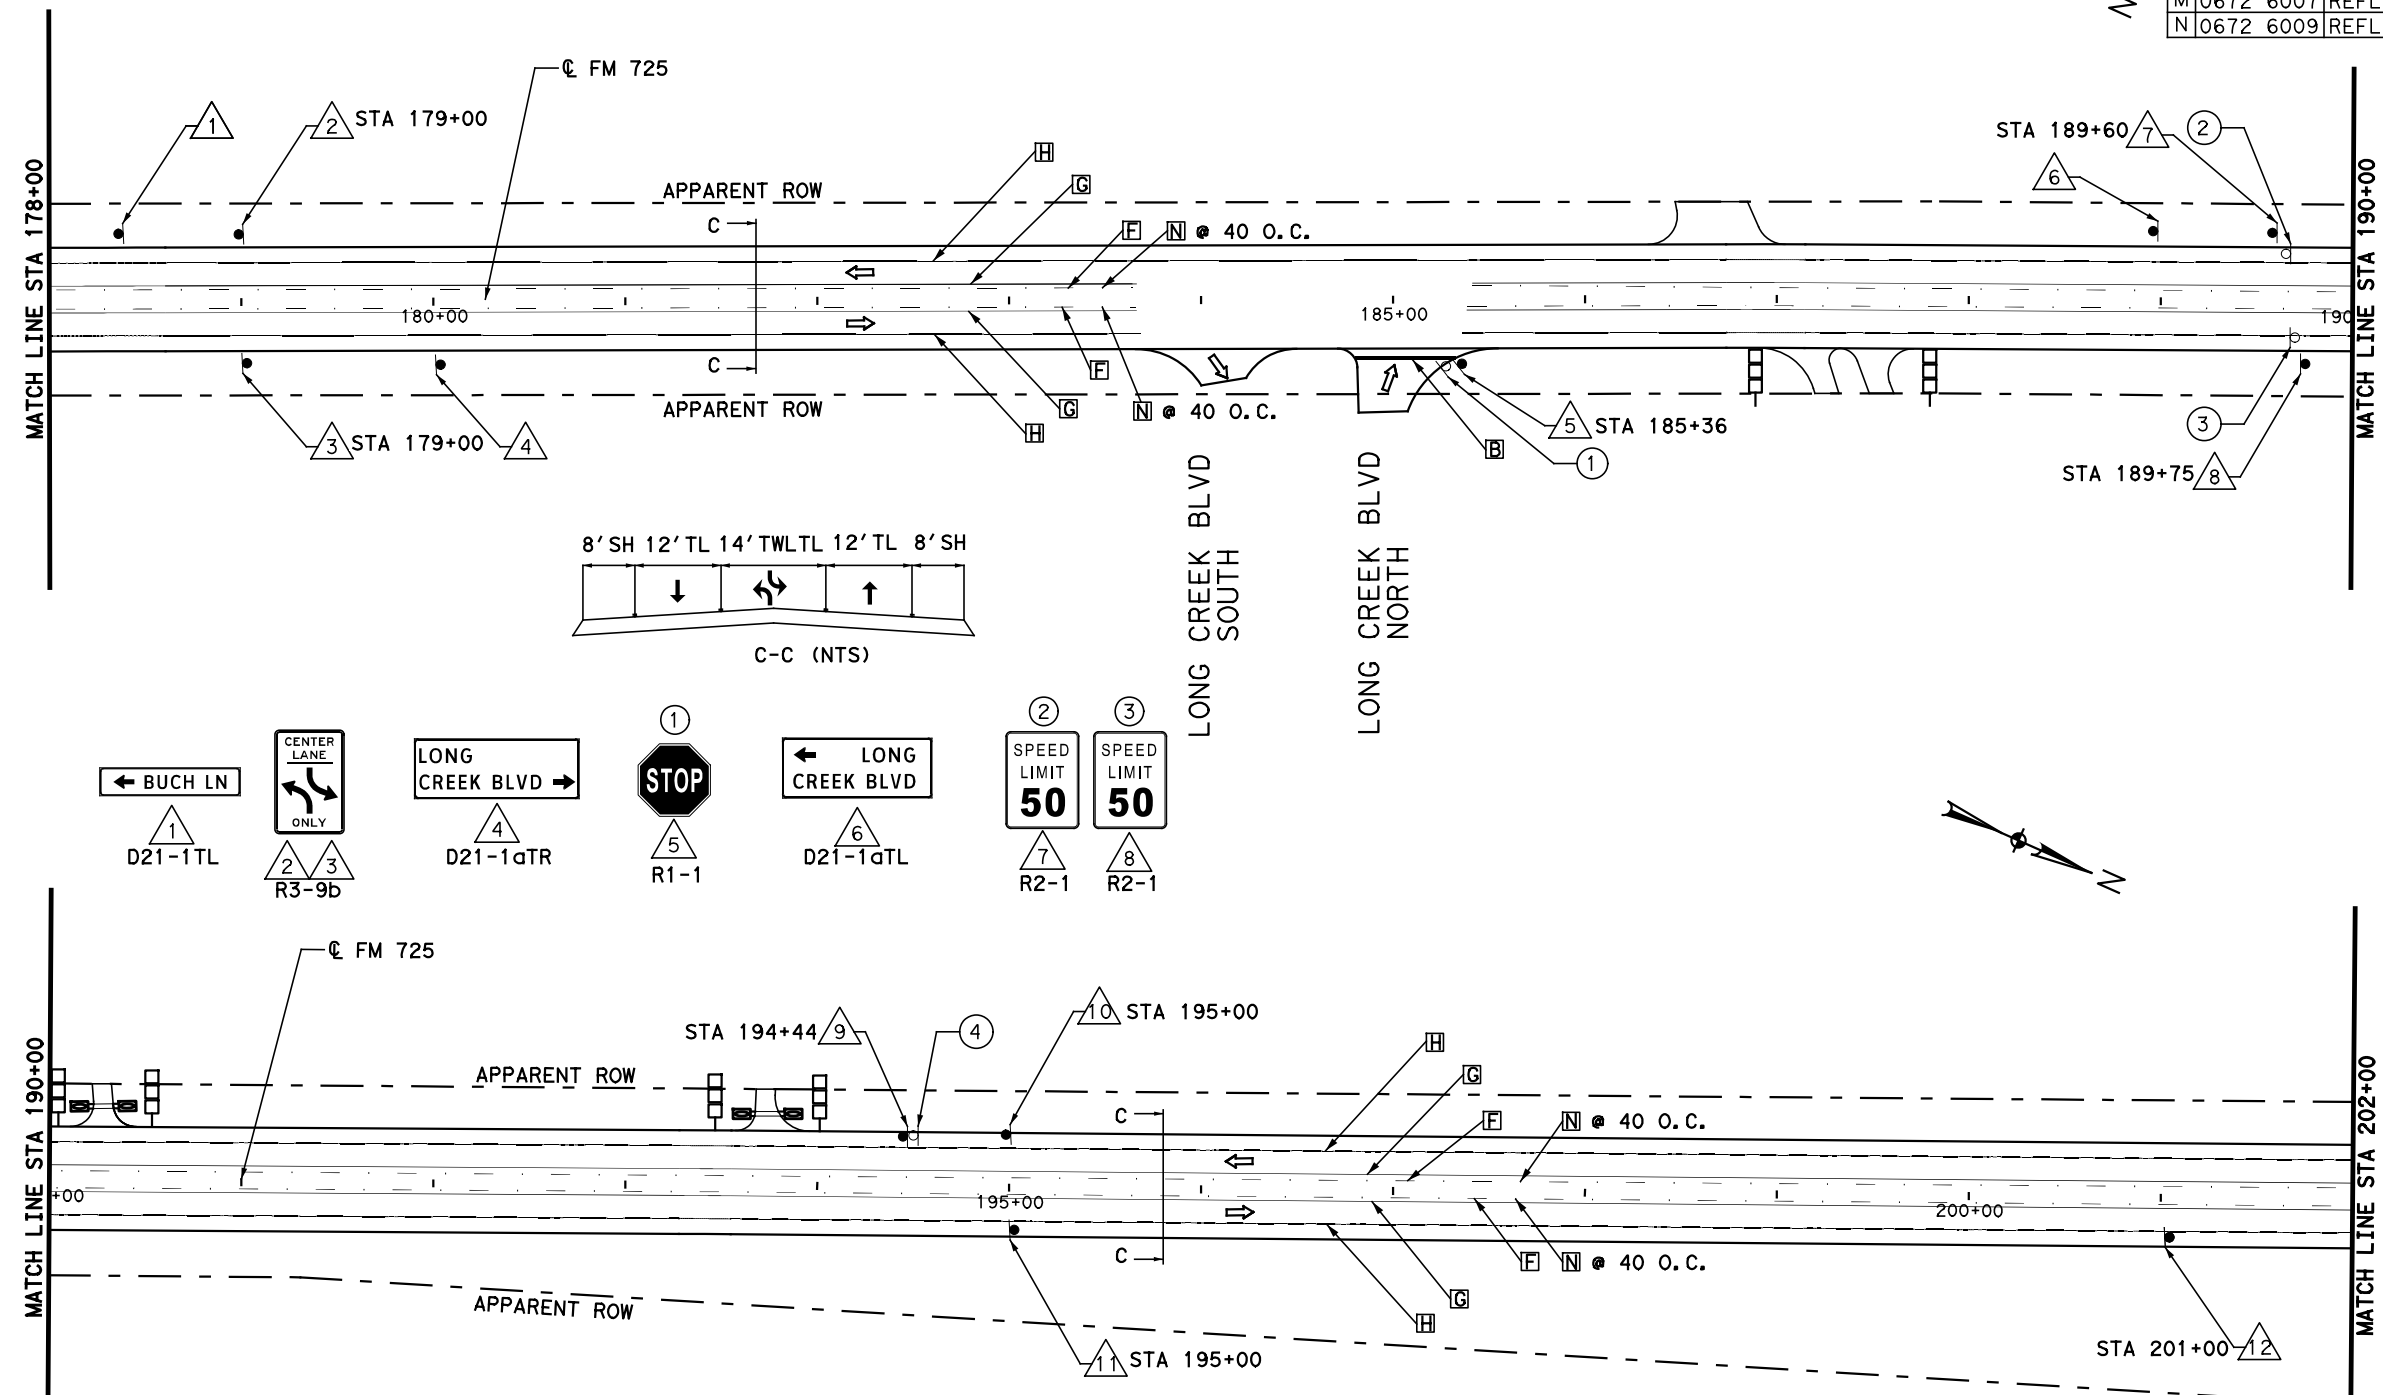 M 0672 6007 REFL
N 0672 6009 REFL
N
℄ FM 725
1
2 STA 179+00
STA 189+60 7 2
6
H
G
APPARENT ROW
C
F N @ 40 O.C.
MATCH LINE STA 178+00
MATCH LINE STA 190+00
180+00
185+00
190
C
F
APPARENT ROW
G N @ 40 O.C.
H
3 STA 179+00 4
5 STA 185+36
B
1
3
STA 189+75 8
LONG CREEK BLVD
SOUTH
LONG CREEK BLVD
NORTH
8' SH 12' TL 14' TWLTL 12' TL 8' SH
C-C (NTS)
← BUCH LN
1
D21-1TL
CENTER
LANE
ONLY
2 3
R3-9b
LONG
CREEK BLVD →
4
D21-1aTR
1
STOP
5
R1-1
← LONG
CREEK BLVD
6
D21-1aTL
2
SPEED
LIMIT
50
7
R2-1
3
SPEED
LIMIT
50
8
R2-1
N
℄ FM 725
STA 194+44 9 4
10 STA 195+00
APPARENT ROW
H
G
C
F N @ 40 O.C.
MATCH LINE STA 190+00
MATCH LINE STA 202+00
+00
195+00
200+00
C
F N @ 40 O.C.
G
H
APPARENT ROW
11 STA 195+00
STA 201+00 12